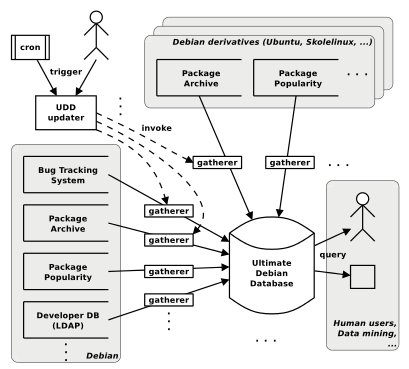 cron
trigger
UDD
updater
invoke
Debian derivatives (Ubuntu, Skolelinux, ...)
Package
Archive
Package
Popularity
. . .
gatherer
gatherer
. . .
Bug Tracking
System
Package
Archive
Package
Popularity
Developer DB
(LDAP)
Debian
gatherer
gatherer
gatherer
gatherer
Ultimate
Debian
Database
. . .
query
Human users,
Data mining,
...